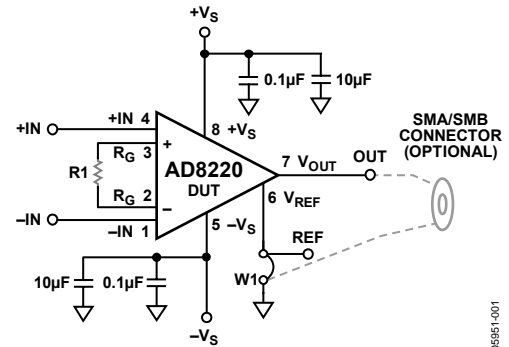 +VS
0.1µF
10µF
+IN
+IN 4
8 +VS
+
RG 3
R1
AD8220
DUT
RG 2
–
–IN
–IN 1
7 VOUT
OUT
6 VREF
5 –VS
SMA/SMB
CONNECTOR
(OPTIONAL)
REF
W1
10µF
0.1µF
–VS
05951-001